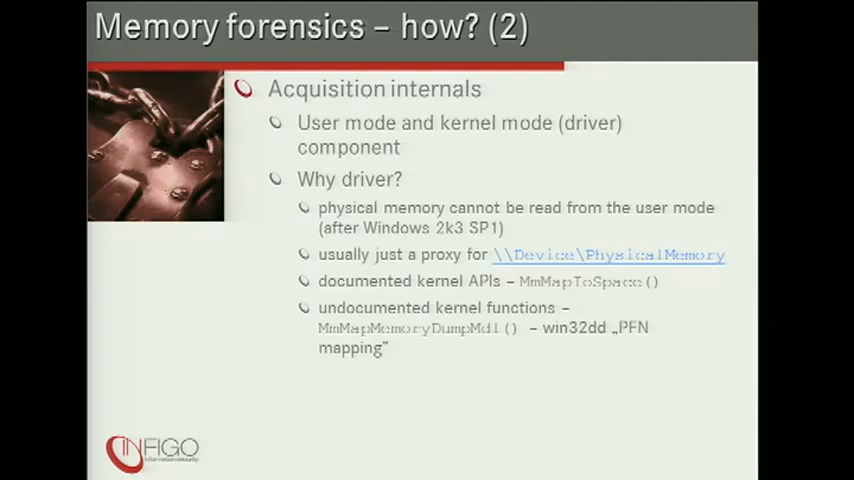 Memory forensics – how? (2)
Acquisition internals
User mode and kernel mode (driver)
component
Why driver?
physical memory cannot be read from the user mode
(after Windows 2k3 SP1)
usually just a proxy for \\Device\PhysicalMemory
documented kernel APIs – MmMapToSpace()
undocumented kernel functions –
MmMapMemoryDumpMdl() – win32dd „PFN
mapping”
INFIGO